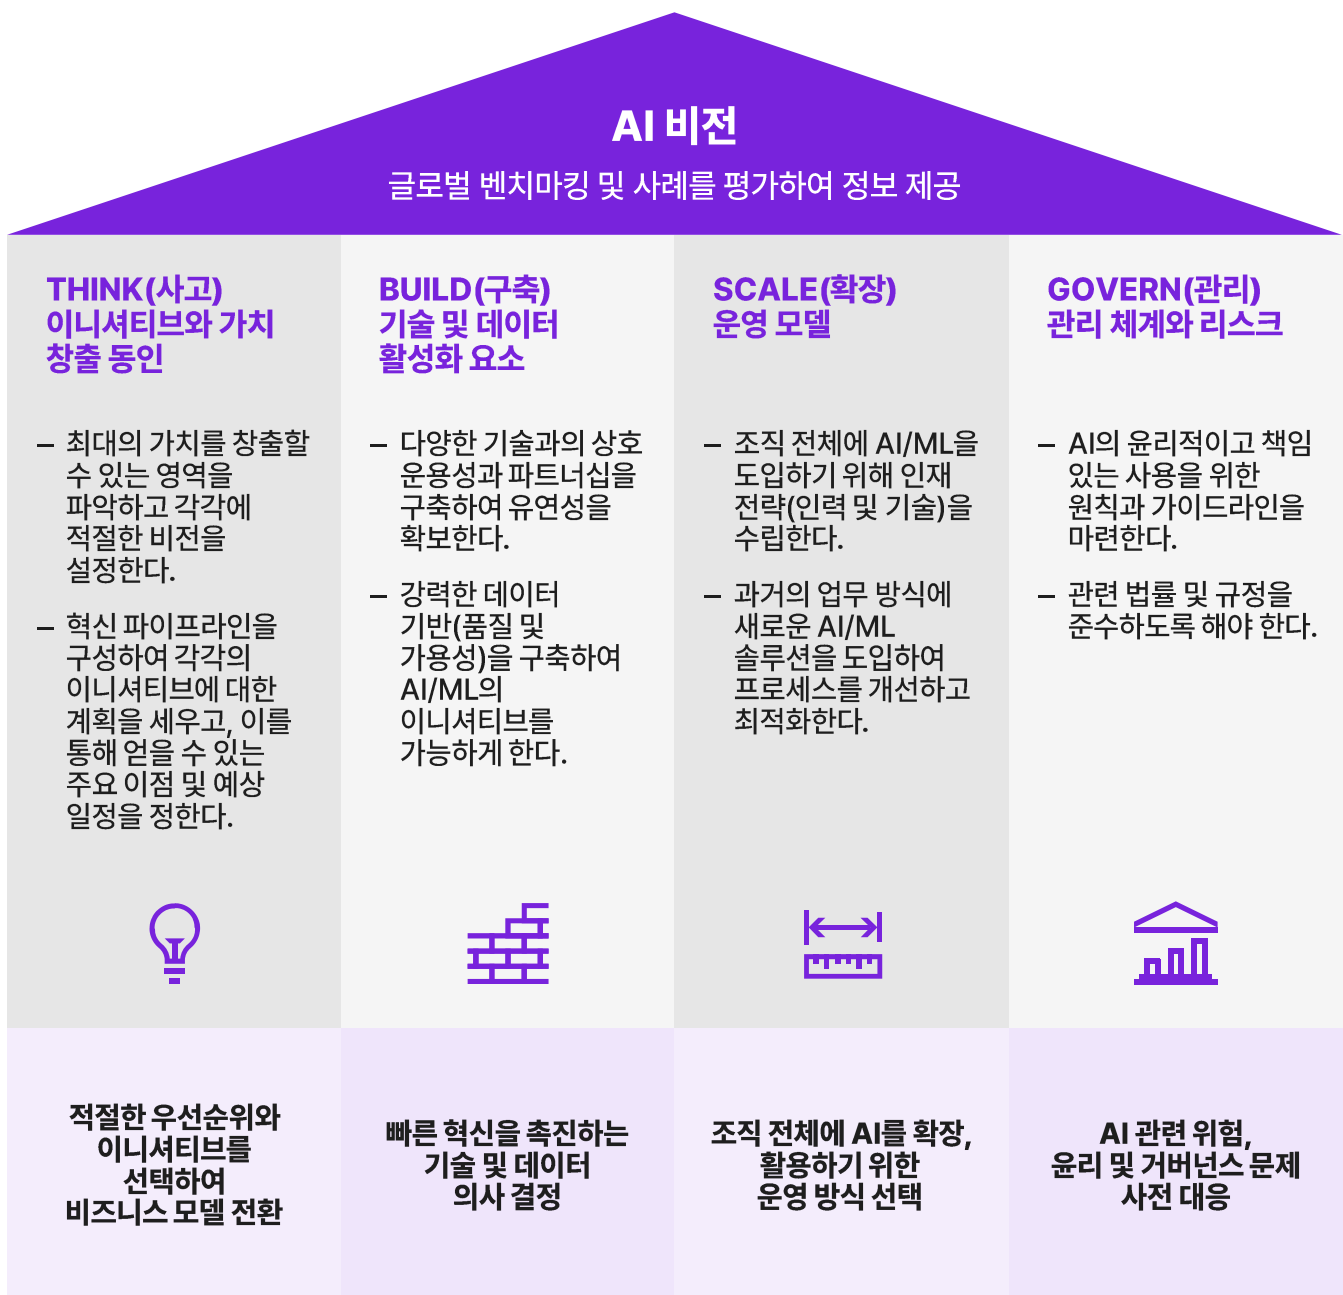 AI 비전
글로벌 벤치마킹 및 사례를 평가하여 정보 제공
THINK(사고)
이니셔티브와 가치
창출 동인
– 최대의 가치를 창출할
수 있는 영역을
파악하고 각각에
적절한 비전을
설정한다.
– 혁신 파이프라인을
구성하여 각각의
이니셔티브에 대한
계획을 세우고, 이를
통해 얻을 수 있는
주요 이점 및 예상
일정을 정한다.
적절한 우선순위와
이니셔티브를
선택하여
비즈니스 모델 전환
BUILD(구축)
기술 및 데이터
활성화 요소
– 다양한 기술과의 상호
운용성과 파트너십을
구축하여 유연성을
확보한다.
– 강력한 데이터
기반(품질 및
가용성)을 구축하여
AI/ML의
이니셔티브를
가능하게 한다.
빠른 혁신을 촉진하는
기술 및 데이터
의사 결정
SCALE(확장)
운영 모델
– 조직 전체에 AI/ML을
도입하기 위해 인재
전략(인력 및 기술)을
수립한다.
– 과거의 업무 방식에
새로운 AI/ML
솔루션을 도입하여
프로세스를 개선하고
최적화한다.
조직 전체에 AI를 확장,
활용하기 위한
운영 방식 선택
GOVERN(관리)
관리 체계와 리스크
– AI의 윤리적이고 책임
있는 사용을 위한
원칙과 가이드라인을
마련한다.
– 관련 법률 및 규정을
준수하도록 해야 한다.
AI 관련 위험,
윤리 및 거버넌스 문제
사전 대응